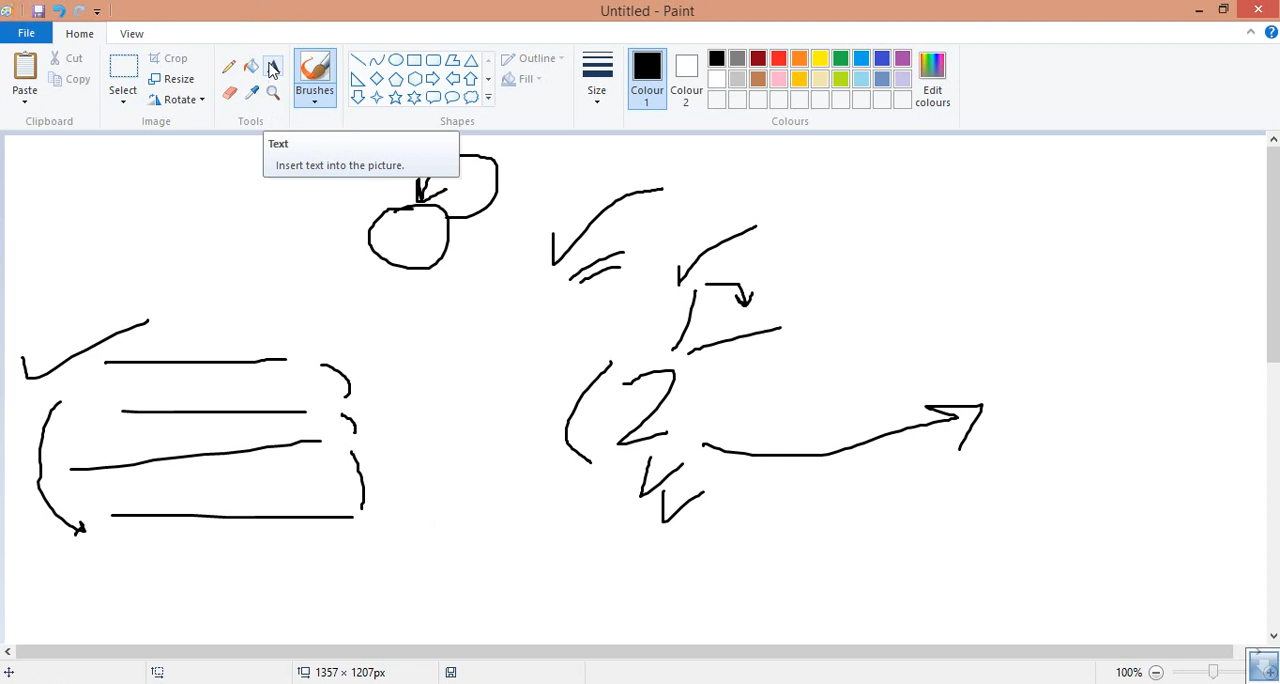 Untitled - Paint
File
Home
View
Paste
Cut
Copy
Clipboard
Select
Crop
Resize
Rotate
Image
Tools
Brushes
Shapes
Outline
Fill
Size
Colour
1
Colour
2
Edit
colours
Colours
Text
Insert text into the picture.
2
1357 × 1207px
100%